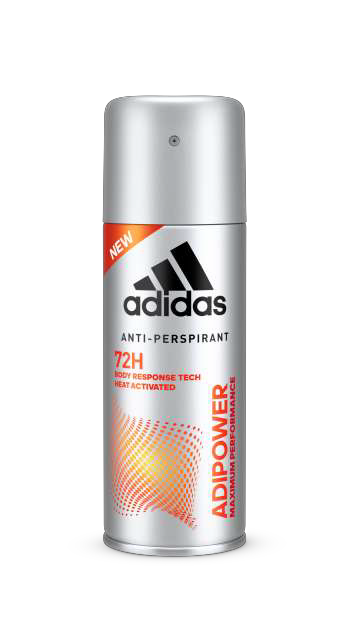 NEW
adidas
ANTI-PERSPIRANT
72H
BODY RESPONSE TECH
HEAT ACTIVATED
ADIPOWER
MAXIMUM PERFORMANCE